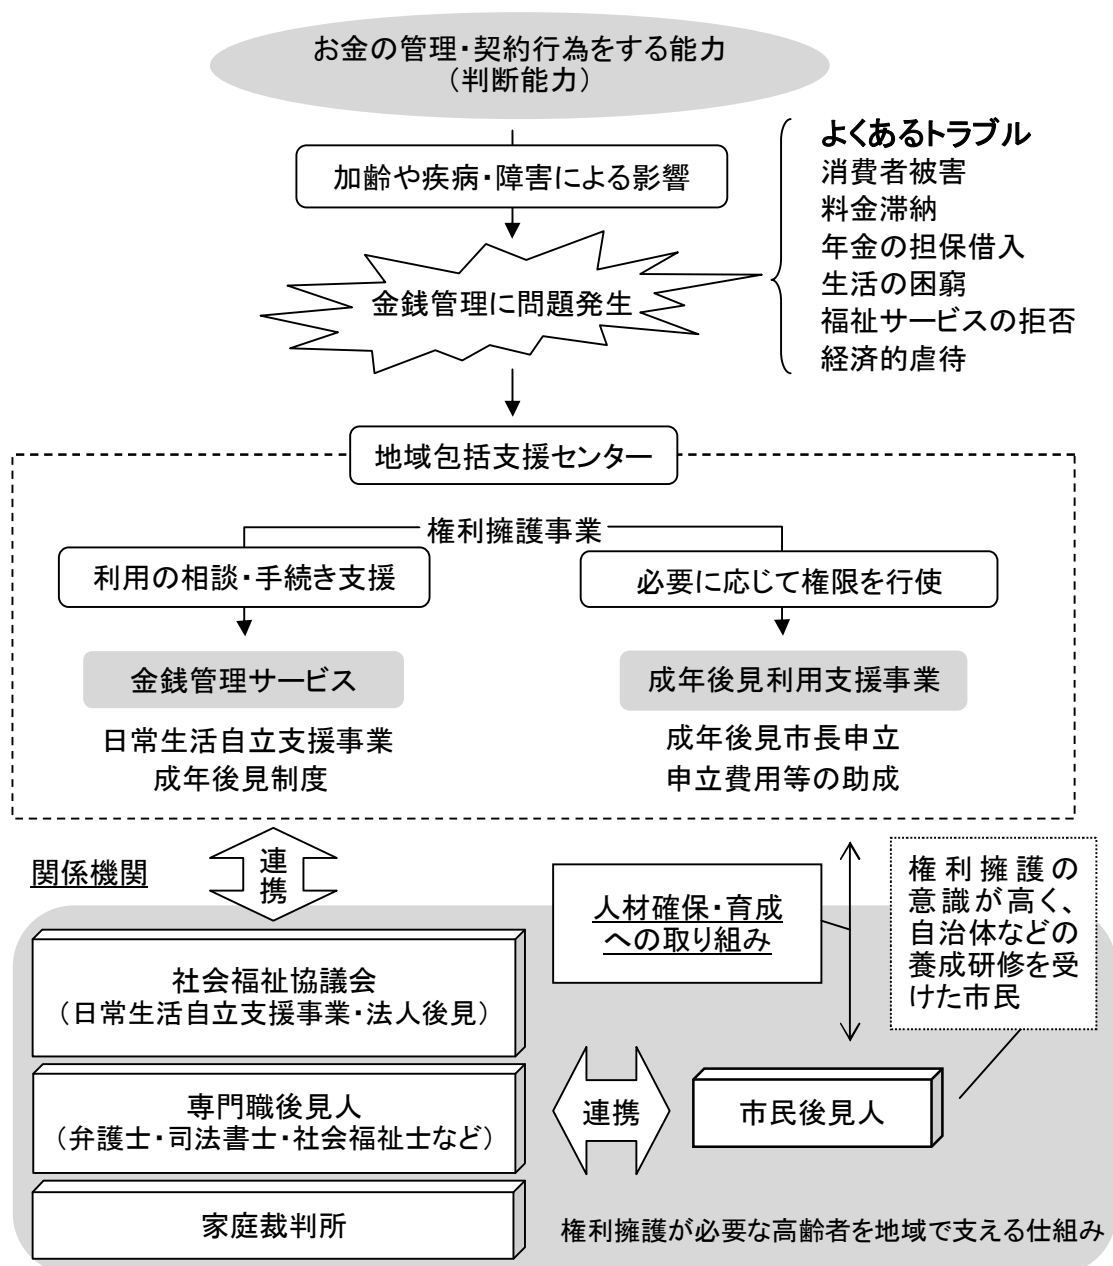 お金の管理・契約行為をする能力
（判断能力）
加齢や疾病・障害による影響
金銭管理に問題発生
よくあるトラブル
消費者被害
料金滞納
年金の担保借入
生活の困窮
福祉サービスの拒否
経済的虐待
地域包括支援センター
権利擁護事業
利用の相談・手続き支援
金銭管理サービス
日常生活自立支援事業
成年後見制度
必要に応じて権限を行使
成年後見利用支援事業
成年後見市長申立
申立費用等の助成
関係機関
連
携
人材確保・育成
への取り組み
権利擁護の
意識が高く、
自治体などの
養成研修を受
けた市民
社会福祉協議会
（日常生活自立支援事業・法人後見）
専門職後見人
（弁護士・司法書士・社会福祉士など）
家庭裁判所
連携
市民後見人
権利擁護が必要な高齢者を地域で支える仕組み